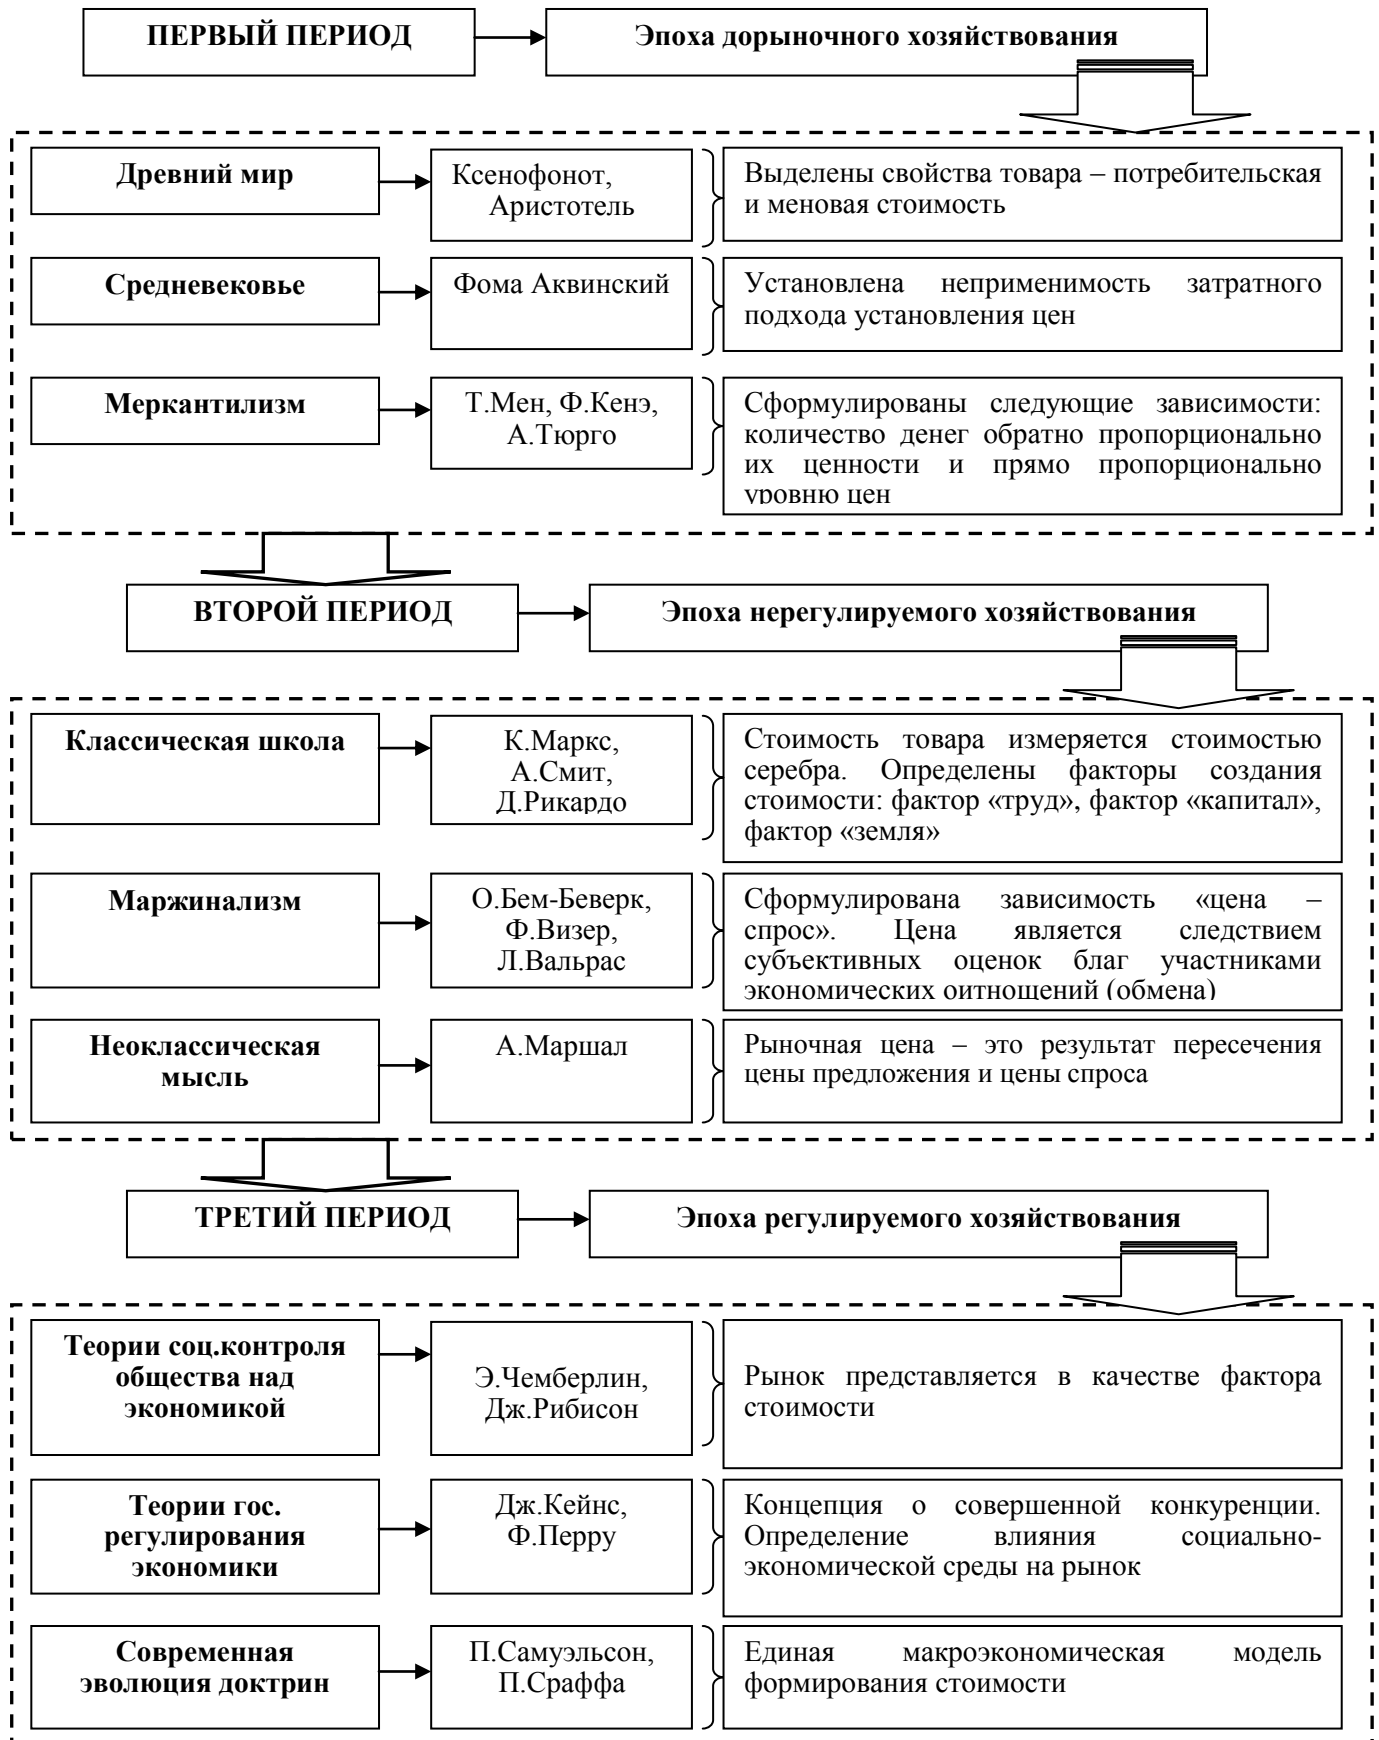 ПЕРВЫЙ ПЕРИОД
Эпоха дорыночного хозяйствования
Древний мир
Ксенофонот,
Аристотель
Выделены свойства товара – потребительская
и меновая стоимость
Средневековье
Фома Аквинский
Установлена неприменимость затратного
подхода установления цен
Меркантилизм
Т.Мен, Ф.Кенэ,
А.Тюрго
Сформулированы следующие зависимости:
количество денег обратно пропорционально
их ценности и прямо пропорционально
уровню цен
ВТОРОЙ ПЕРИОД
Эпоха нерегулируемого хозяйствования
Классическая школа
К.Маркс,
А.Смит,
Д.Рикардо
Стоимость товара измеряется стоимостью
серебра. Определены факторы создания
стоимости: фактор «труд», фактор «капитал»,
фактор «земля»
Маржинализм
О.Бем-Беверк,
Ф.Визер,
Л.Вальрас
Сформулирована зависимость «цена –
спрос». Цена является следствием
субъективных оценок благ участниками
экономических оитнощений (обмена)
Неоклассическая
мысль
А.Маршал
Рыночная цена – это результат пересечения
цены предложения и цены спроса
ТРЕТИЙ ПЕРИОД
Эпоха регулируемого хозяйствования
Теории соц.контроля
общества над
экономикой
Э.Чемберлин,
Дж.Рибисон
Рынок представляется в качестве фактора
стоимости
Теории гос.
регулирования
экономики
Дж.Кейнс,
Ф.Перру
Концепция о совершенной конкуренции.
Определение влияния социально-
экономической среды на рынок
Современная
эволюция доктрин
П.Самуэльсон,
П.Сраффа
Единая макроэкономическая модель
формирования стоимости